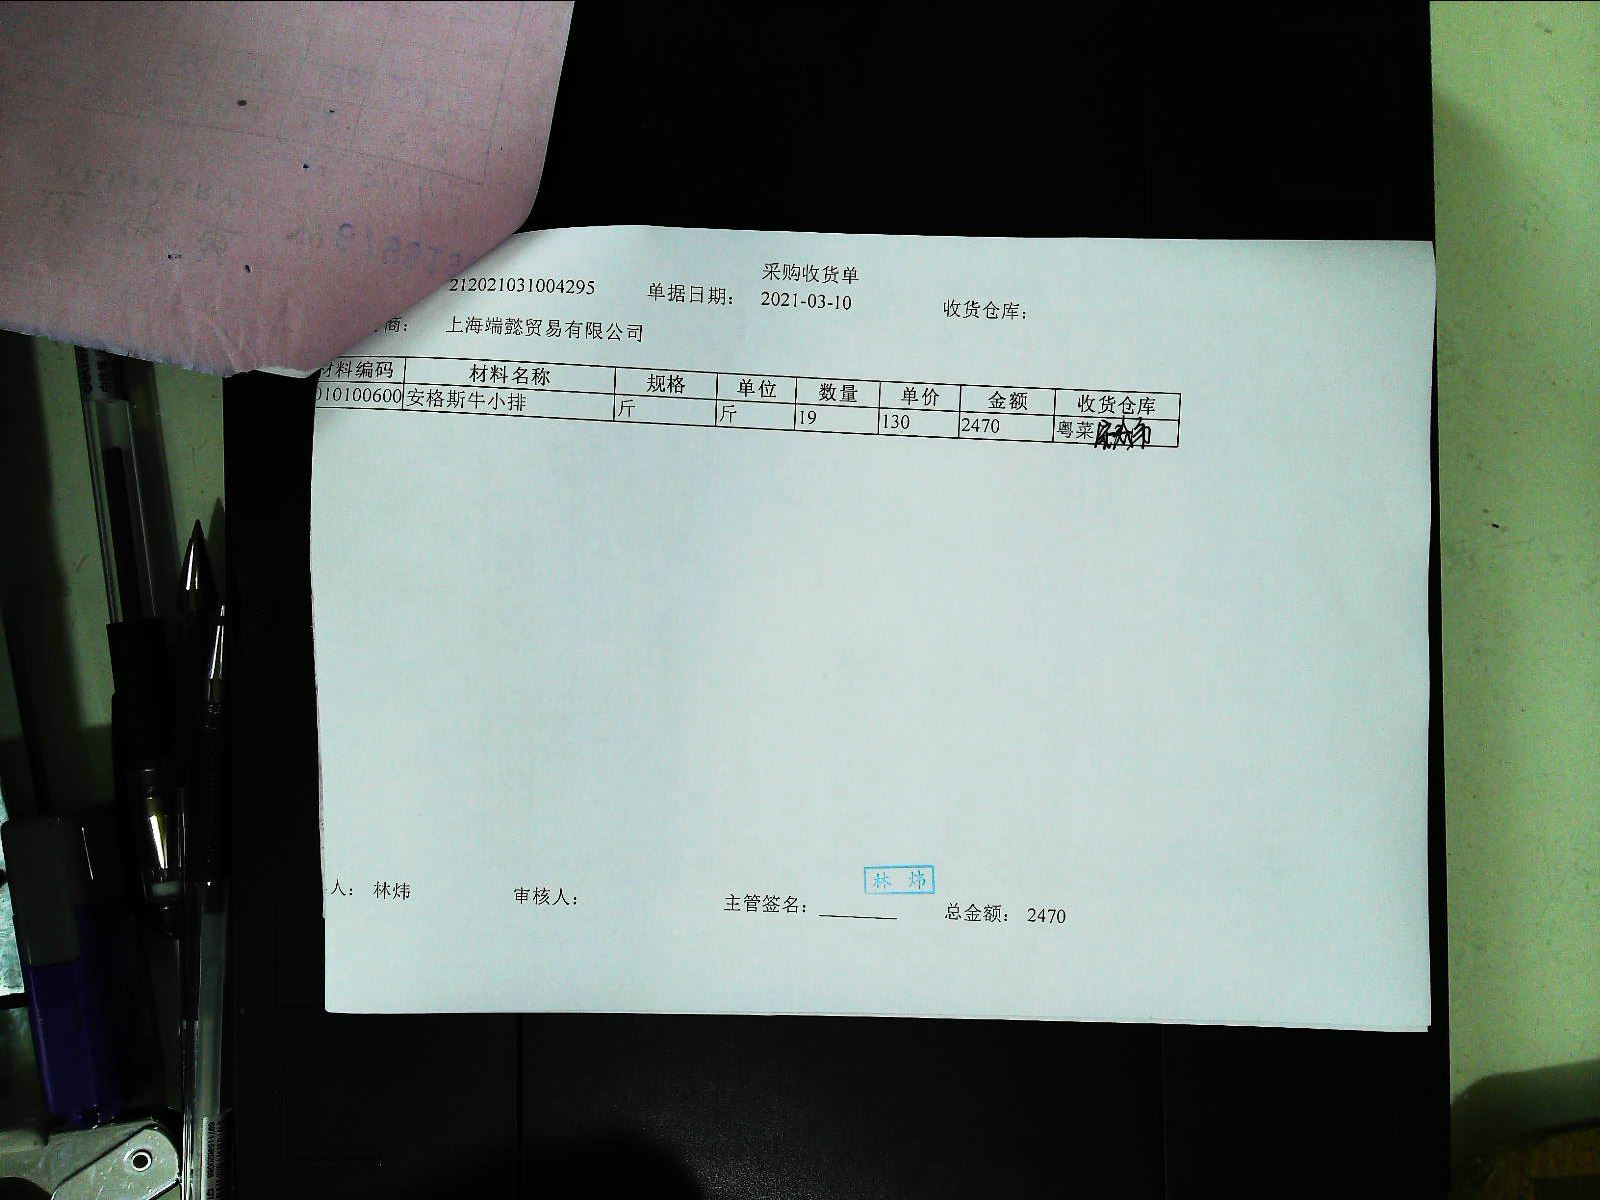 采购收货单
212021031004295 单据日期： 2021-03-10 收货仓库：
商： 上海端懿贸易有限公司
材料编码 材料名称 规格 单位 数量 单价 金额 收货仓库
010100600 安格斯牛小排 斤 斤 19 130 2470 粤菜
林炜
人： 林炜 审核人： 主管签名： 总金额： 2470